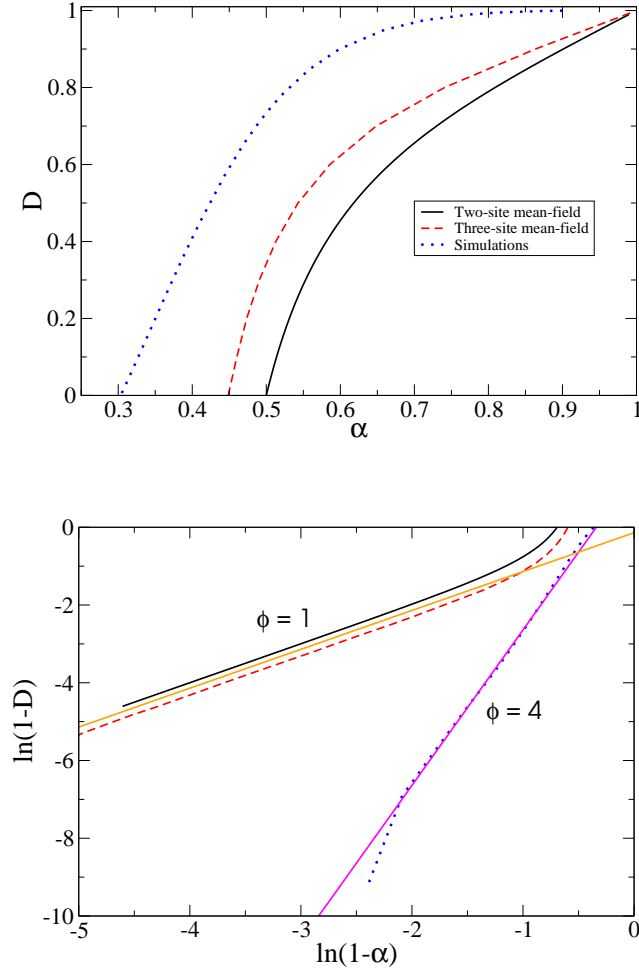 1
0.8
0.6
0.4
0.2
0
D
Two-site mean-field
Three-site mean-field
Simulations
0.3 0.4 0.5 0.6 0.7 0.8 0.9 1
α
0
-2
-4
-6
-8
-10
ln(1-D)
ϕ = 1
ϕ = 4
-5 -4 -3 -2 -1 0
ln(1-α)